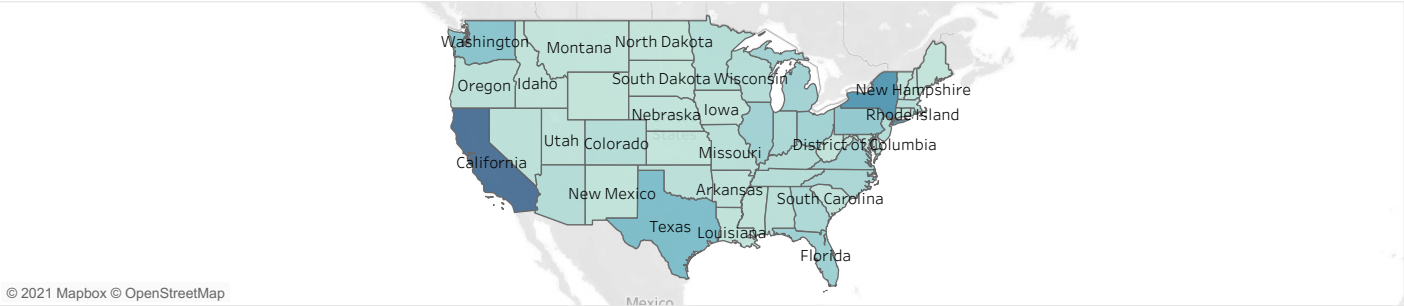 Washington
Montana
North Dakota
Oregon
Idaho
South Dakota
Wisconsin
New Hampshire
Nebraska
Iowa
Rhode Island
States
Utah
Colorado
Missouri
District of Columbia
California
New Mexico
Arkansas
South Carolina
Texas
Louisiana
Florida
Mexico
© 2021 Mapbox © OpenStreetMap